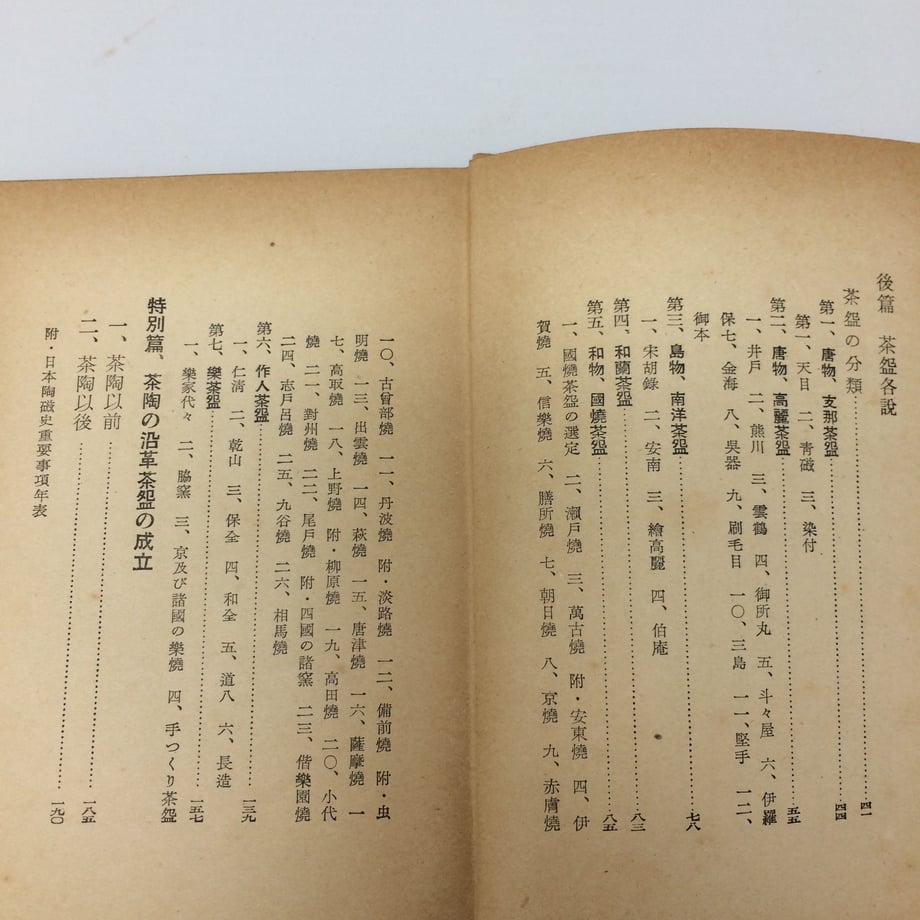 後篇　茶盌各說
茶盌の分類……四一
第一、唐物、支那茶盌……四四
第一、天目　二、靑磁　三、染付
第二、唐物、高麗茶盌……五五
一、井戸　二、熊川　三、雲鶴　四、御所丸　五、斗々屋　六、伊羅
保七、金海　八、吳器　九、刷毛目　一〇、三島　一一、堅手　一二、
御本
第三、島物、南洋茶盌……七八
一、宋胡錄　二、安南　三、繪高麗　四、伯庵
第四、和蘭茶盌……八三
第五、和物、國燒茶盌……八五
一、國燒茶盌の選定　二、瀨戸燒　三、萬古燒　附・安東燒　四、伊
賀燒　五、信樂燒　六、膳所燒　七、朝日燒　八、京燒　九、赤膚燒
一〇、古曾部燒　一一、丹波燒　附・淡路燒　一二、備前燒　附・虫
明燒　一三、出雲燒　一四、萩燒　一五、唐津燒　一六、薩摩燒　一
七、高取燒　一八、上野燒　附・柳原燒　一九、高田燒　二〇、小代
燒　二一、對州燒　二二、尾戸燒　附・四國の諸窯　二三、偕樂園燒
二四、志戸呂燒　二五、九谷燒　二六、相馬燒
第六、作人茶盌……一三九
一、仁淸　二、乾山　三、保全　四、和全　五、道八　六、長造
第七、樂茶盌……一五七
一、樂家代々　二、脇窯　三、京及び諸國の樂燒　四、手つくり茶盌
特別篇、茶陶の沿革茶盌の成立
一、茶陶以前……一八五
二、茶陶以後……一九〇
附・日本陶磁史重要事項年表